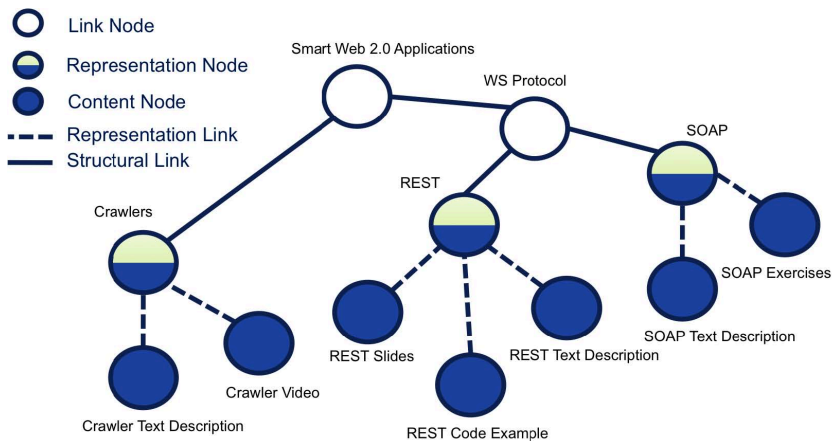 Link Node
Representation Node
Content Node
Representation Link
Structural Link
Smart Web 2.0 Applications
WS Protocol
SOAP
REST
Crawlers
SOAP Exercises
SOAP Text Description
REST Slides
REST Text Description
Crawler Video
Crawler Text Description
REST Code Example